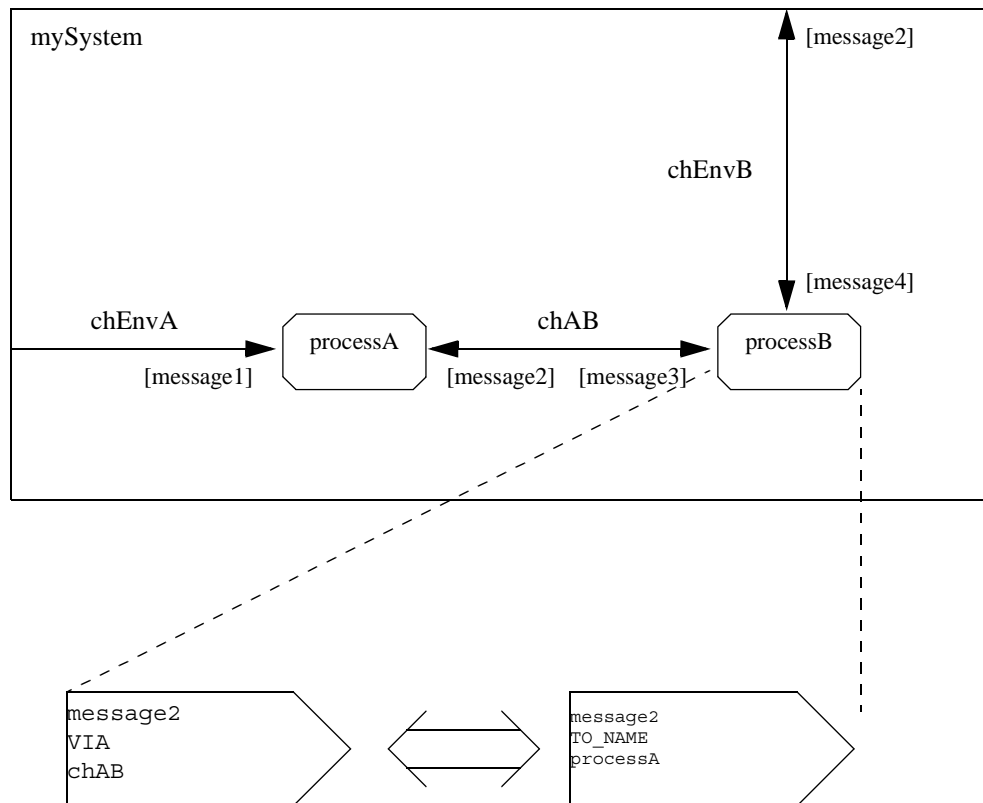 mySystem
[message2]
chEnvB
[message4]
chEnvA
processA
chAB
processB
[message1]
[message2]
[message3]
message2
VIA
chAB
message2
TO_NAME
processA